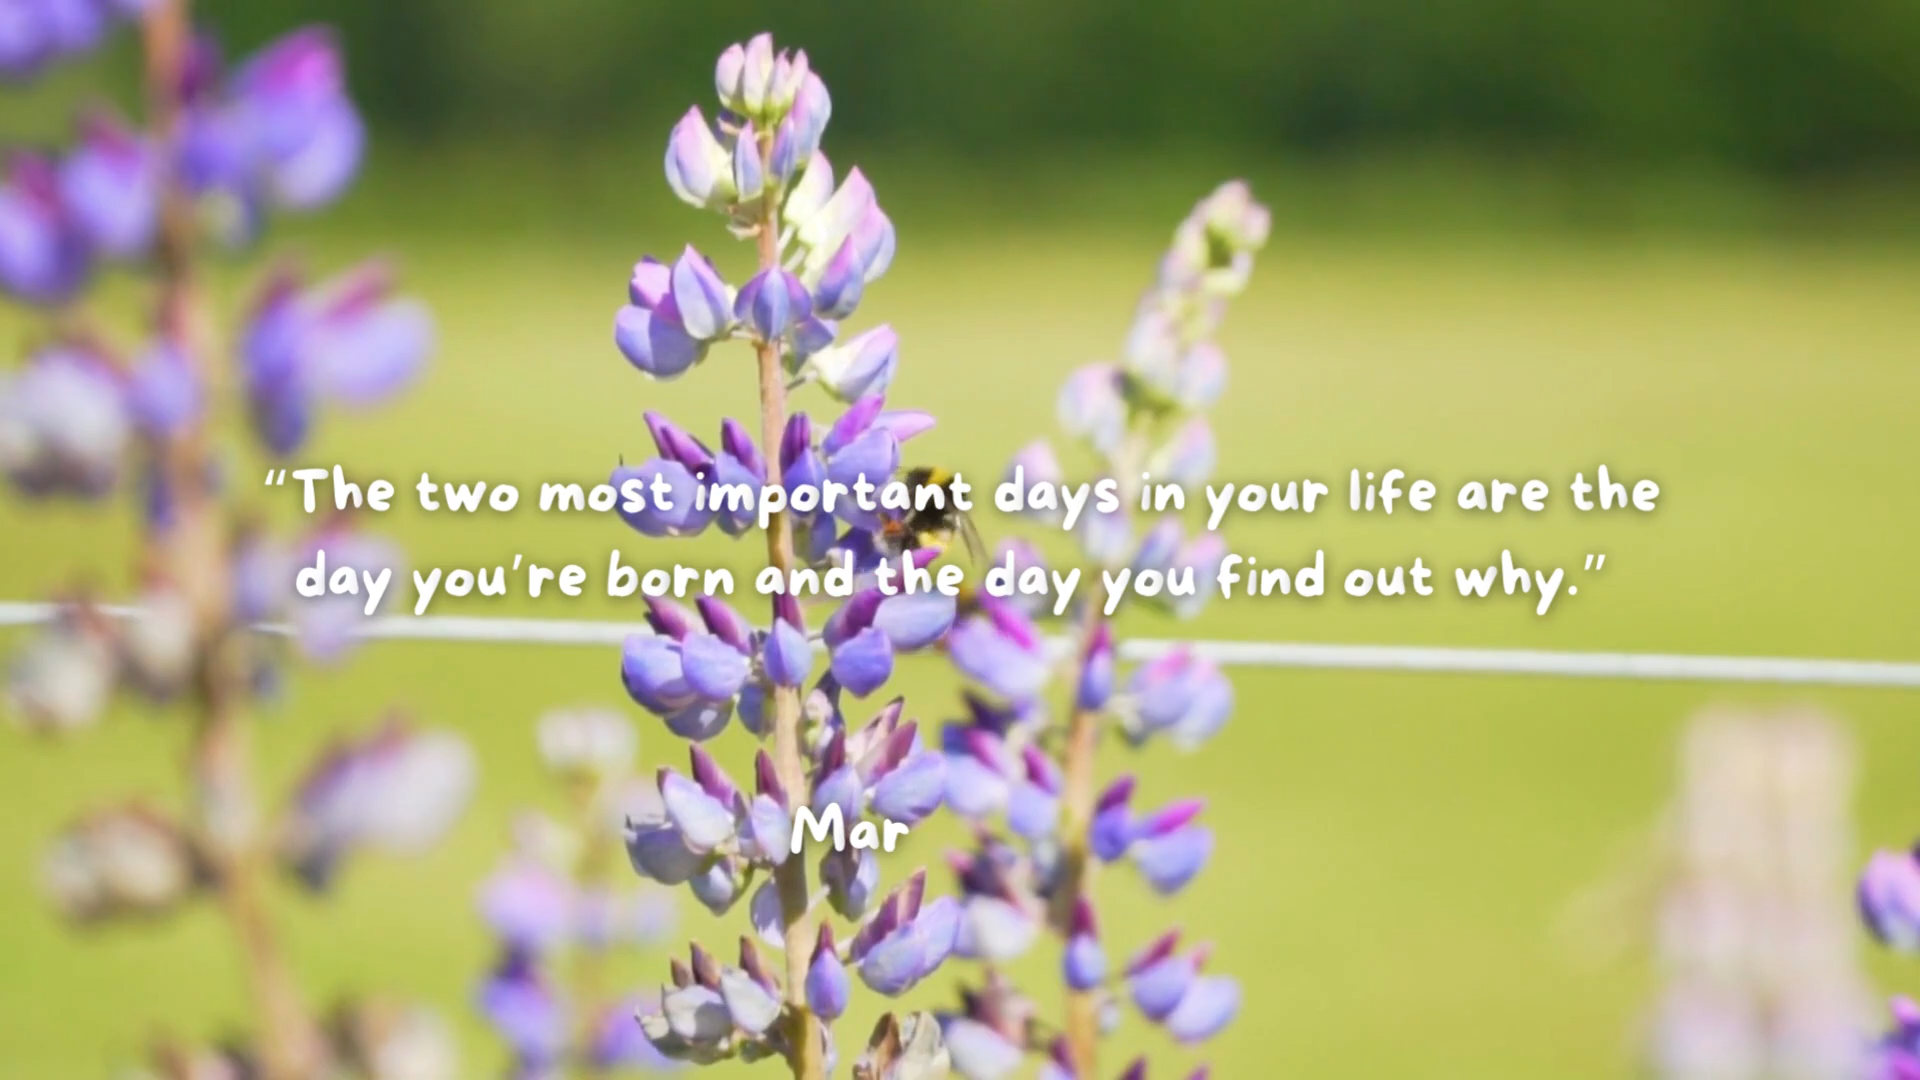 “The two most important days in your life are the
day you’re born and the day you find out why.”
Mar